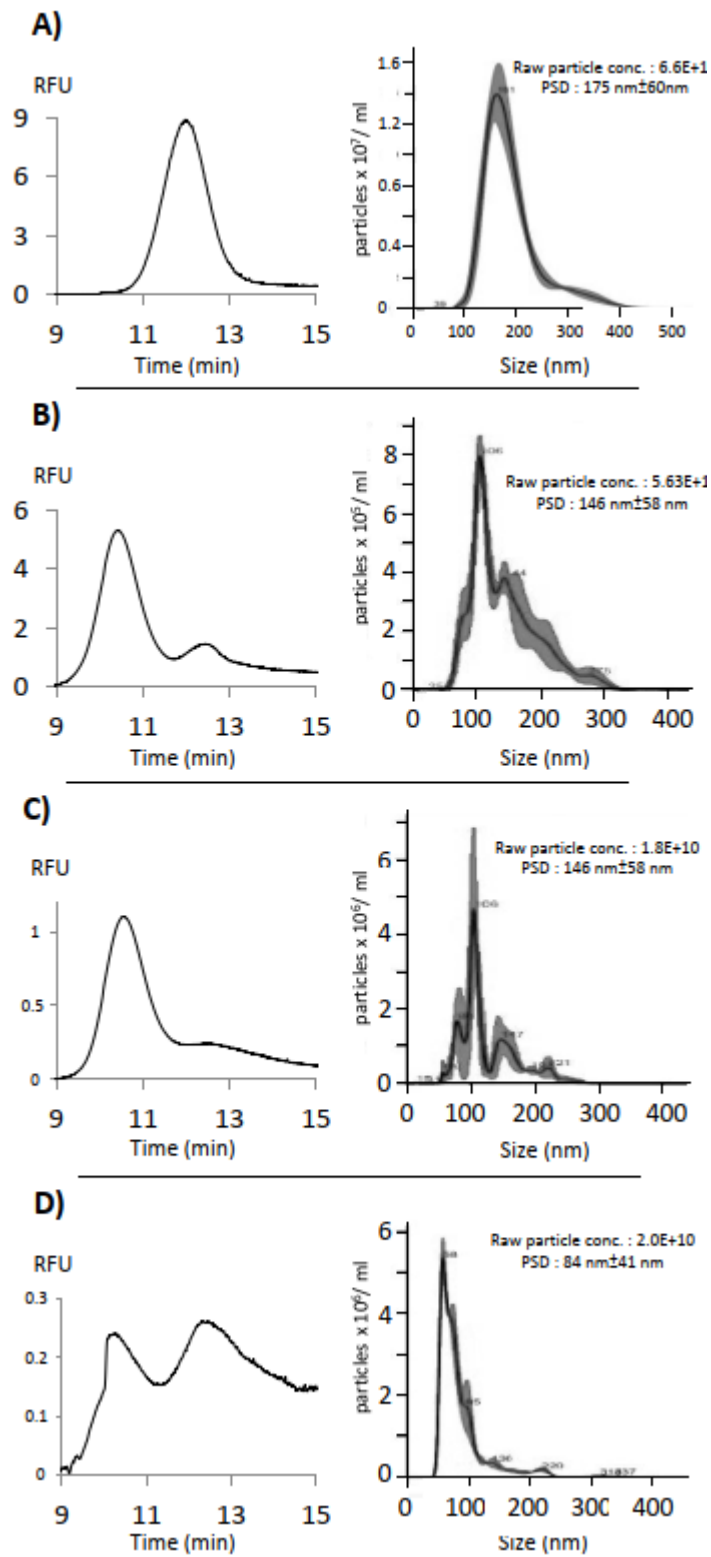 A)
RFU
9
6
3
0
9 11 13 15
Time (min)
particles x 10⁷/ ml
1.6
1.2
0.6
0.4
0
0 100 200 300 400 500
Size (nm)
Raw particle conc. : 6.6E+1
PSD : 175 nm±60nm
B)
RFU
6
4
2
0
9 11 13 15
Time (min)
particles x 10⁵/ ml
8
6
4
2
0
0 100 200 300 400
Size (nm)
Raw particle conc. : 5.63E+1
PSD : 146 nm±58 nm
C)
RFU
1
0.5
0
9 11 13 15
Time (min)
particles x 10⁶/ ml
6
4
2
0
0 100 200 300 400
Size (nm)
Raw particle conc. : 1.8E+10
PSD : 146 nm±58 nm
D)
RFU
0.3
0.2
0.1
0
9 11 13 15
Time (min)
particles x 10⁶/ ml
6
4
2
0
0 100 200 300 400
Size (nm)
Raw particle conc. : 2.0E+10
PSD : 84 nm±41 nm